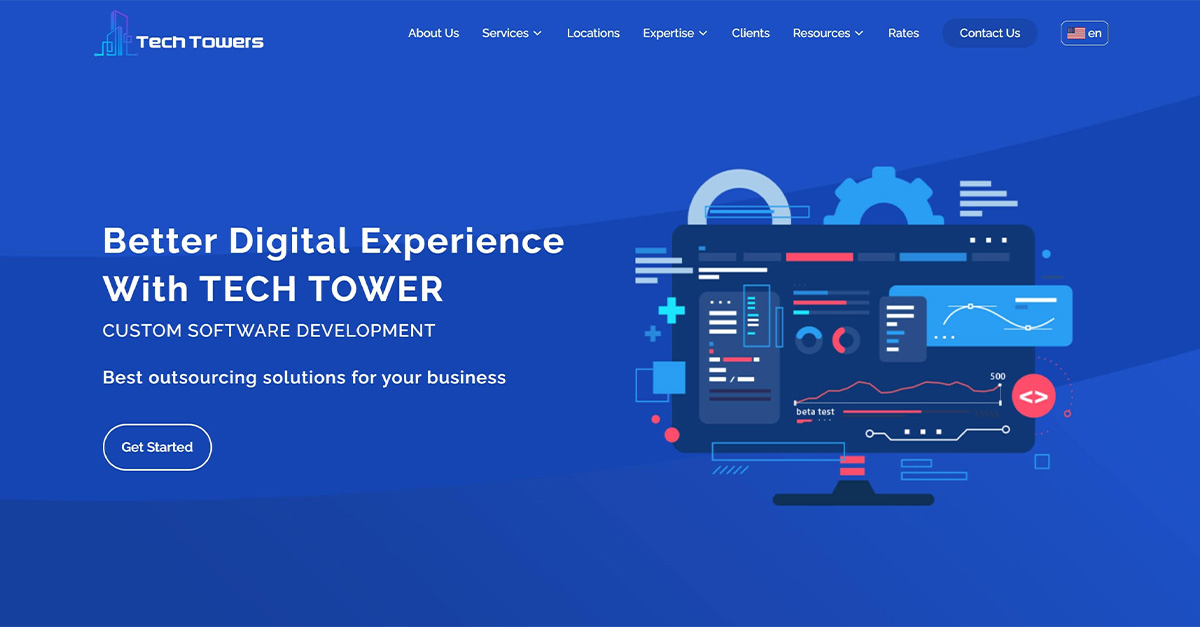 Tech Towers
About Us Services Locations Expertise Clients Resources Rates Contact Us en
Better Digital Experience
With TECH TOWER
CUSTOM SOFTWARE DEVELOPMENT
Best outsourcing solutions for your business
Get Started
500
beta test
<>